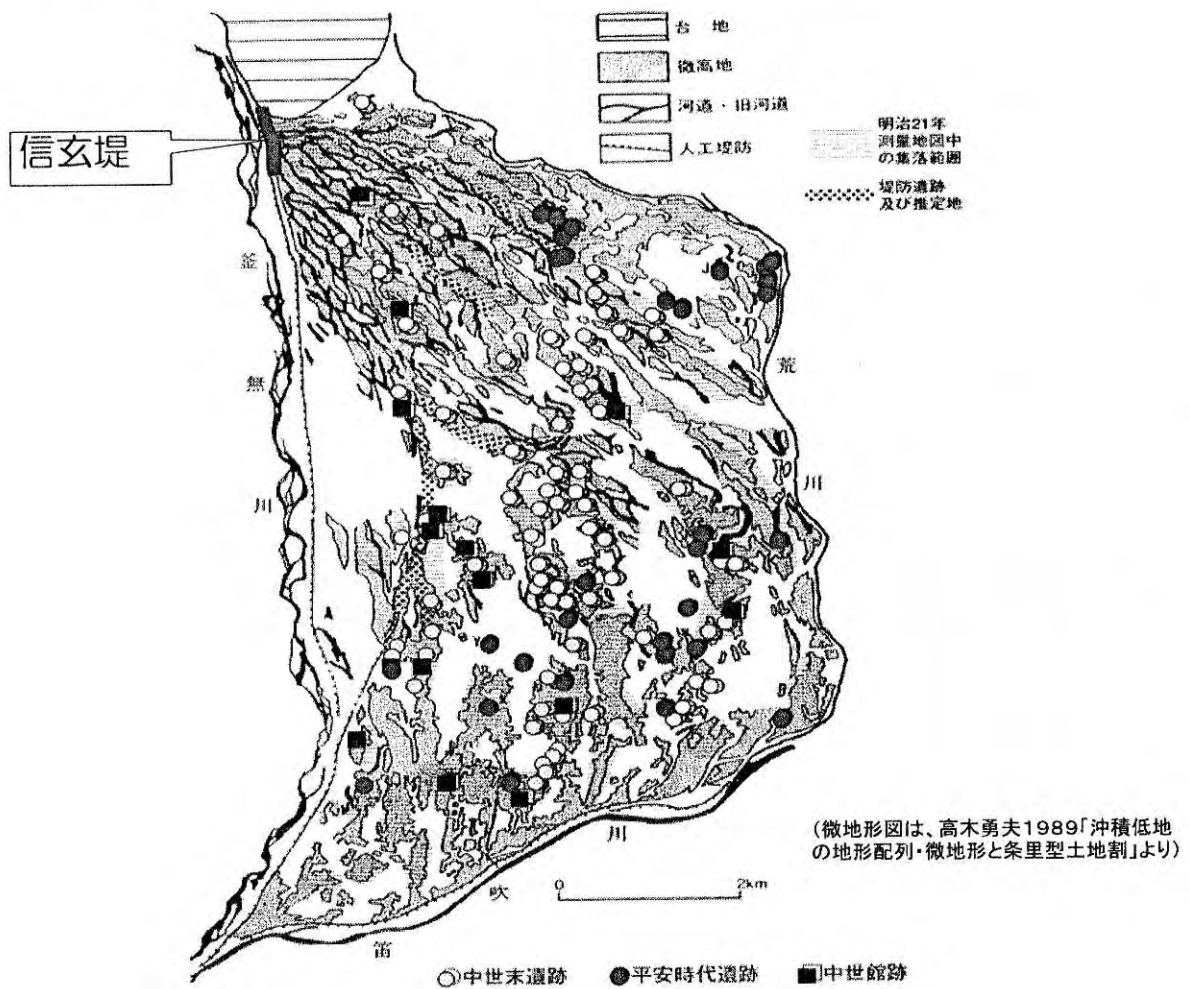 台地
微高地
河道・旧河道
人工堤防
明治21年
測量地図中
の集落範囲
堤防遺跡
及び推定地
信玄堤
釜
無
川
荒
川
笛
吹
川
(微地形図は、高木勇夫1989「沖積低地
の地形配列・微地形と条里型土地割」より)
0 2km
中世末遺跡 平安時代遺跡 中世館跡